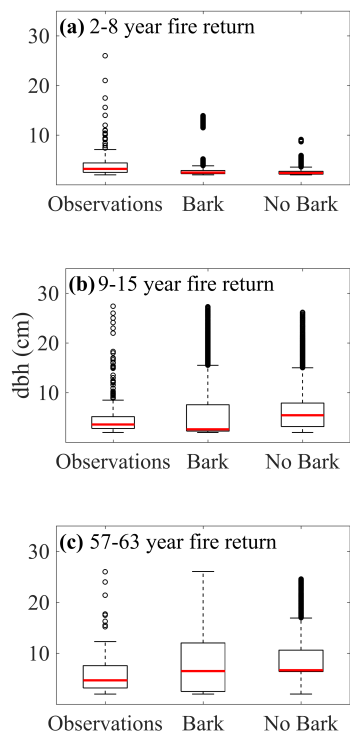 (a) 2-8 year fire return
30
20
10
Observations Bark No Bark
(b) 9-15 year fire return
30
20
10
dbh (cm)
Observations Bark No Bark
(c) 57-63 year fire return
30
20
10
Observations Bark No Bark